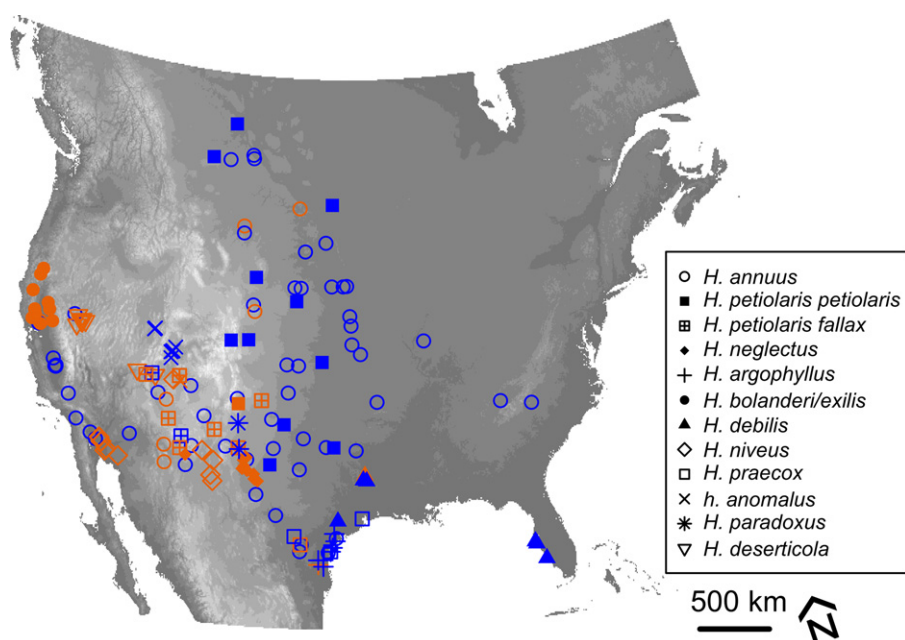 H. annuus
H. petiolaris petiolaris
H. petiolaris fallax
H. neglectus
H. argophyllus
H. bolanderi/exilis
H. debilis
H. niveus
H. praecox
h. anomalus
H. paradoxus
H. deserticola
500 km
N